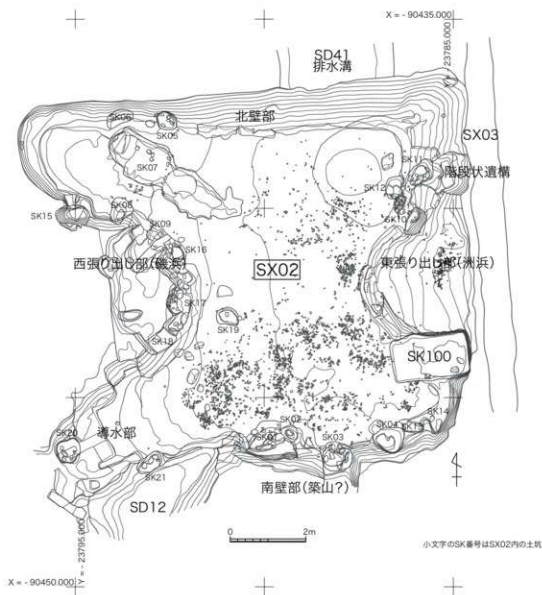 X = - 90435.000
23785.000
SD41
排水溝
SK06
SK05
北壁部
SX03
SK07
SK11
階段状遺構
SK12
SK15
SK08
SK10
SK09
SK16
西張り出し部(磯浜)
SX02
東張り出し部(洲浜)
SK17
SK19
SK18
SK100
SK14
SK20
導水部
SK01
SK02
SK03
SK04
SK13
SK21
南壁部(築山?)
SD12
0 2m
小文字のSK番号はSX02内の土坑
X = - 90450.000
Y = - 23795.000